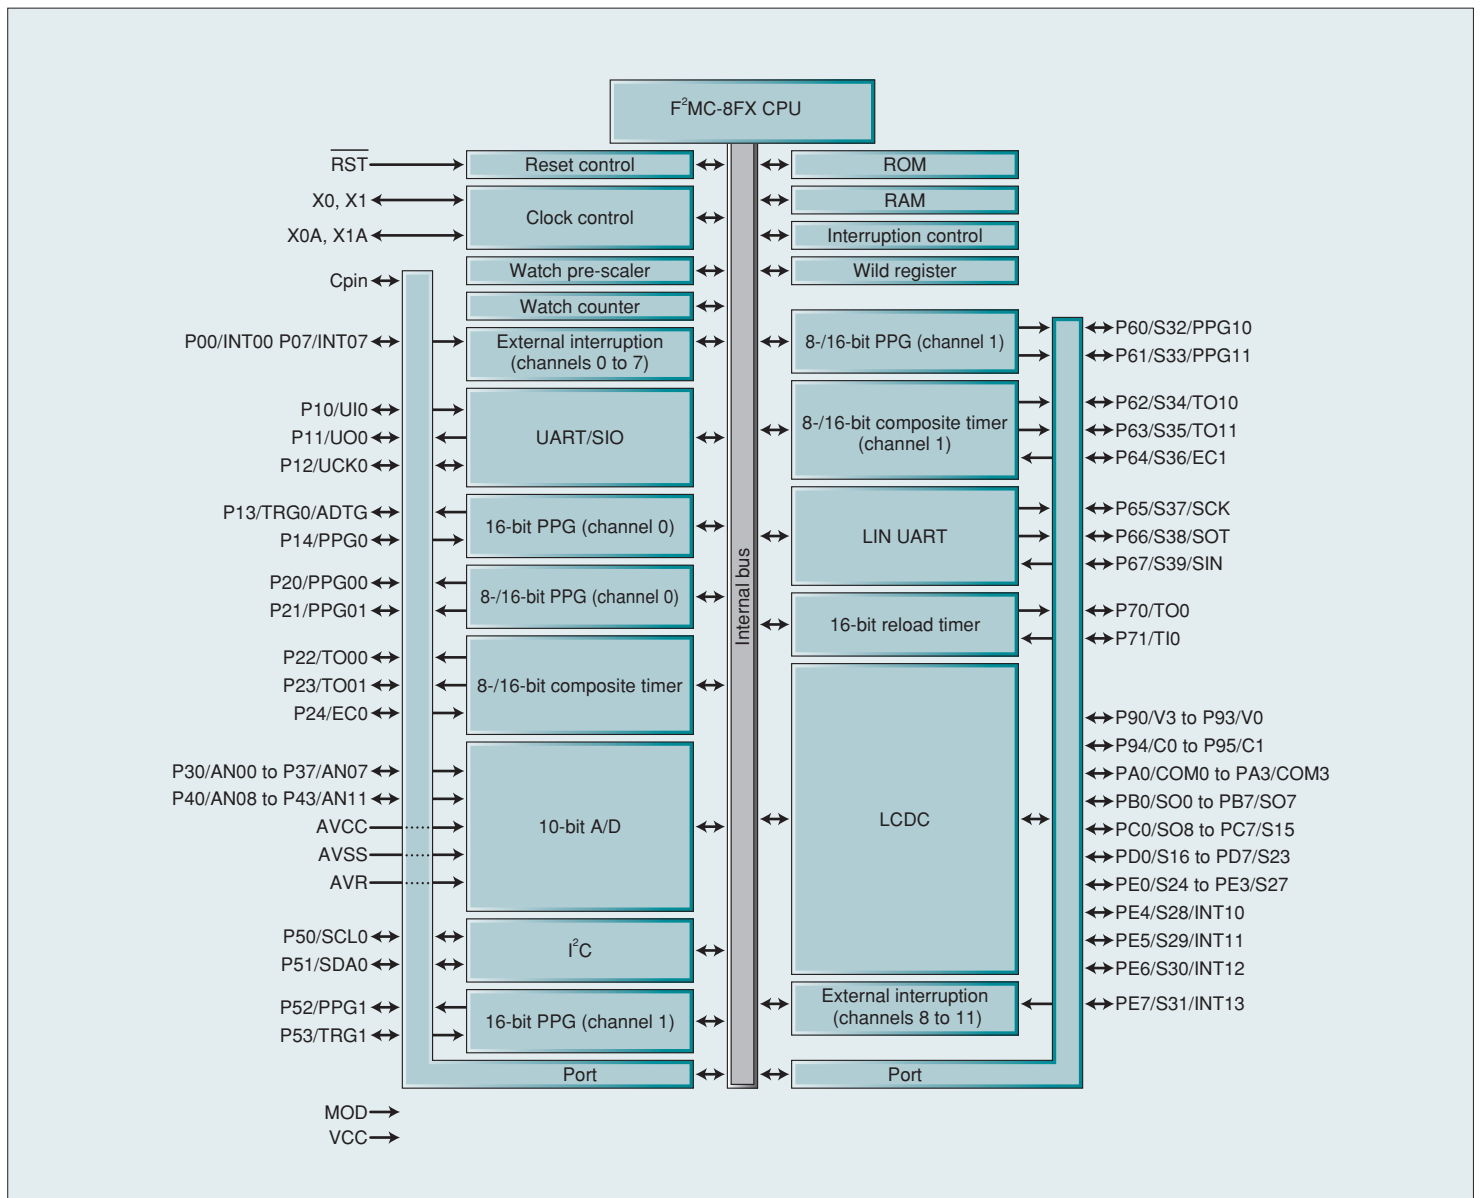 F²MC-8FX CPU
RST
X0, X1
X0A, X1A
Cpin
P00/INT00 P07/INT07
P10/UI0
P11/UO0
P12/UCK0
P13/TRG0/ADTG
P14/PPG0
P20/PPG00
P21/PPG01
P22/TO00
P23/TO01
P24/EC0
P30/AN00 to P37/AN07
P40/AN08 to P43/AN11
AVCC
AVSS
AVR
P50/SCL0
P51/SDA0
P52/PPG1
P53/TRG1
MOD
VCC
Reset control
Clock control
Watch pre-scaler
Watch counter
External interruption
(channels 0 to 7)
UART/SIO
16-bit PPG (channel 0)
8-/16-bit PPG (channel 0)
8-/16-bit composite timer
10-bit A/D
I²C
16-bit PPG (channel 1)
Port
Internal bus
ROM
RAM
Interruption control
Wild register
8-/16-bit PPG (channel 1)
8-/16-bit composite timer
(channel 1)
LIN UART
16-bit reload timer
LCDC
External interruption
(channels 8 to 11)
Port
P60/S32/PPG10
P61/S33/PPG11
P62/S34/TO10
P63/S35/TO11
P64/S36/EC1
P65/S37/SCK
P66/S38/SOT
P67/S39/SIN
P70/TO0
P71/TI0
P90/V3 to P93/V0
P94/C0 to P95/C1
PA0/COM0 to PA3/COM3
PB0/SO0 to PB7/SO7
PC0/SO8 to PC7/S15
PD0/S16 to PD7/S23
PE0/S24 to PE3/S27
PE4/S28/INT10
PE5/S29/INT11
PE6/S30/INT12
PE7/S31/INT13